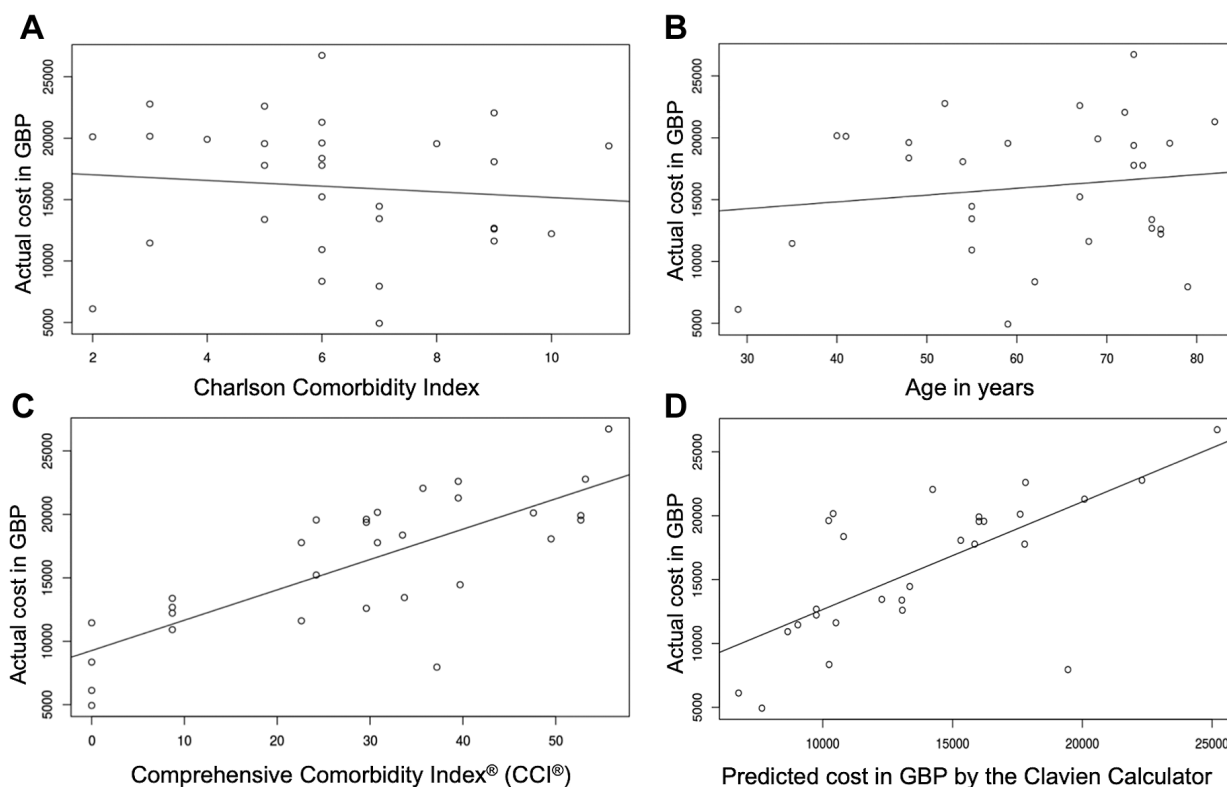 A
Actual cost in GBP
25000
20000
15000
10000
5000
2 4 6 8 10
Charlson Comorbidity Index
B
Actual cost in GBP
25000
20000
15000
10000
5000
30 40 50 60 70 80
Age in years
C
Actual cost in GBP
25000
20000
15000
10000
5000
0 10 20 30 40 50
Comprehensive Comorbidity Index® (CCI®)
D
Actual cost in GBP
25000
20000
15000
10000
5000
10000 15000 20000 25000
Predicted cost in GBP by the Clavien Calculator